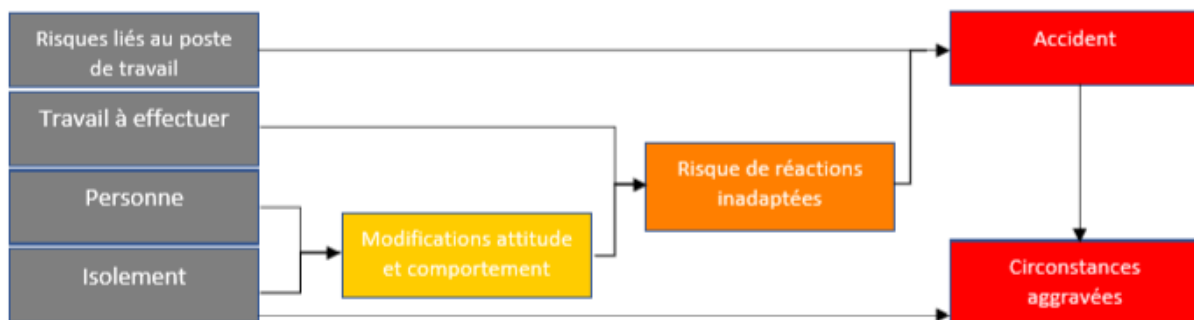 Risques liés au poste
de travail
Accident
Travail à effectuer
Risque de réactions
inadaptées
Personne
Modifications attitude
et comportement
Isolement
Circonstances
aggravées